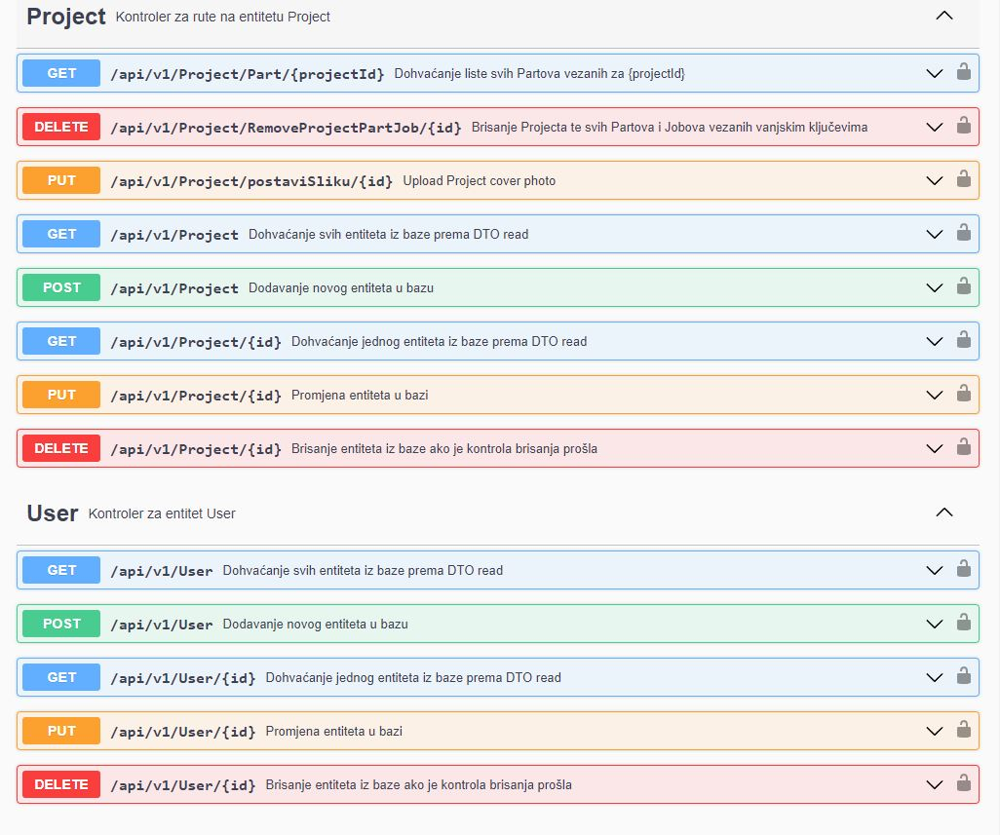 Project Kontroler za rute na entitetu Project
GET /api/v1/Project/Part/{projectId} Dohvaćanje liste svih Partova vezanih za {projektId}
DELETE /api/v1/Project/RemoveProjectPartJob/{id} Brisanje Projecta te svih Partova i Jobova vezanih vanjskim ključevima
PUT /api/v1/Project/postaviSliku/{id} Upload Project cover photo
GET /api/v1/Project Dohvaćanje svih entiteta iz baze prema DTO read
POST /api/v1/Project Dodavanje novog entiteta u bazu
GET /api/v1/Project/{id} Dohvaćanje jednog entiteta iz baze prema DTO read
PUT /api/v1/Project/{id} Promjena entiteta u bazi
DELETE /api/v1/Project/{id} Brisanje entiteta iz baze ako je kontrola brisanja prošla
User Kontroler za entitet User
GET /api/v1/User Dohvaćanje svih entiteta iz baze prema DTO read
POST /api/v1/User Dodavanje novog entiteta u bazu
GET /api/v1/User/{id} Dohvaćanje jednog entiteta iz baze prema DTO read
PUT /api/v1/User/{id} Promjena entiteta u bazi
DELETE /api/v1/User/{id} Brisanje entiteta iz baze ako je kontrola brisanja prošla